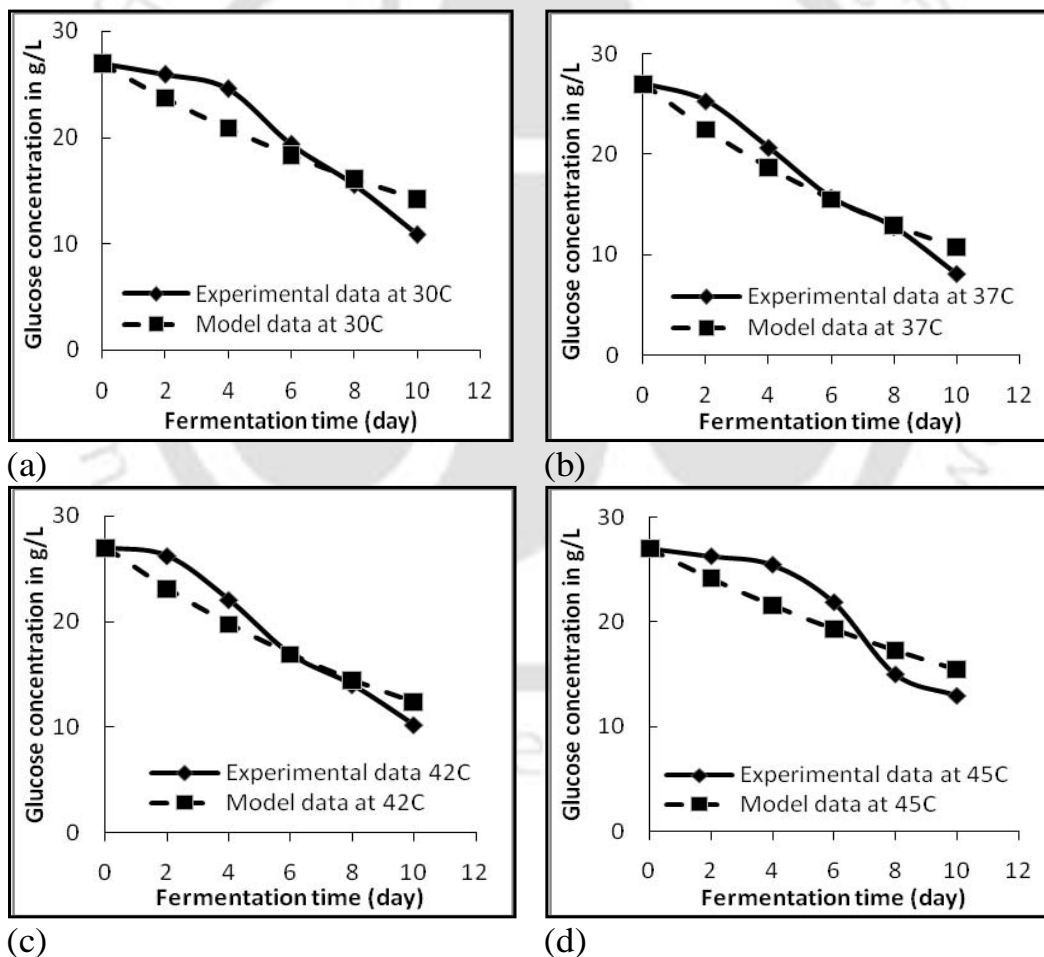 Glucose concentration in g/L
30
20
10
0
Experimental data at 30C
Model data at 30C
0 2 4 6 8 10 12
Fermentation time (day)
(a)
Glucose concentration in g/L
30
20
10
0
Experimental data at 37C
Model data at 37C
0 2 4 6 8 10 12
Fermentation time (day)
(b)
Glucose concentration in g/L
30
20
10
0
Experimental data 42C
Model data at 42C
0 2 4 6 8 10 12
Fermentation time (day)
(c)
Glucose concentration in g/L
30
20
10
0
Experimental data at 45C
Model data at 45C
0 2 4 6 8 10 12
Fermentation time (day)
(d)